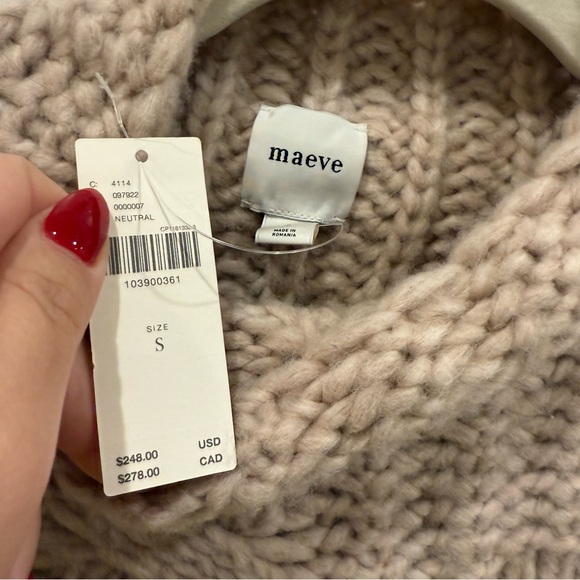 maeve
MADE IN
ROMANIA
C: 4114
097922
0000007
NEUTRAL
103900361
SIZE
S
$248.00 USD
$278.00 CAD